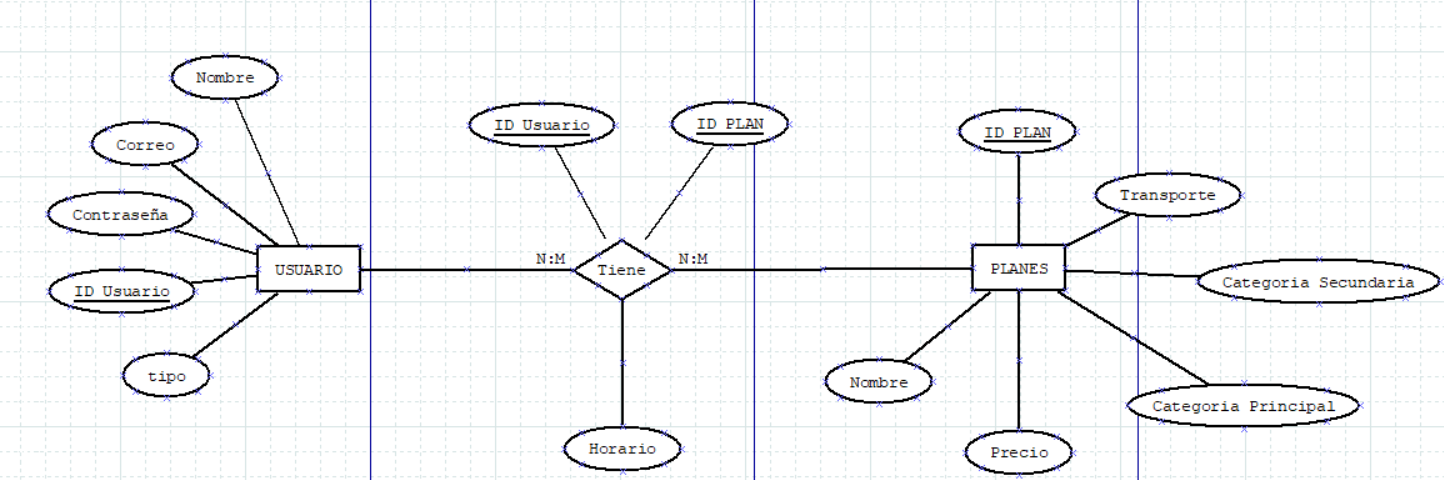 Nombre
Correo
Contraseña
ID Usuario
tipo
USUARIO
ID Usuario
ID PLAN
N:M
Tiene
N:M
Horario
ID PLAN
Transporte
PLANES
Categoria Secundaria
Nombre
Categoria Principal
Precio